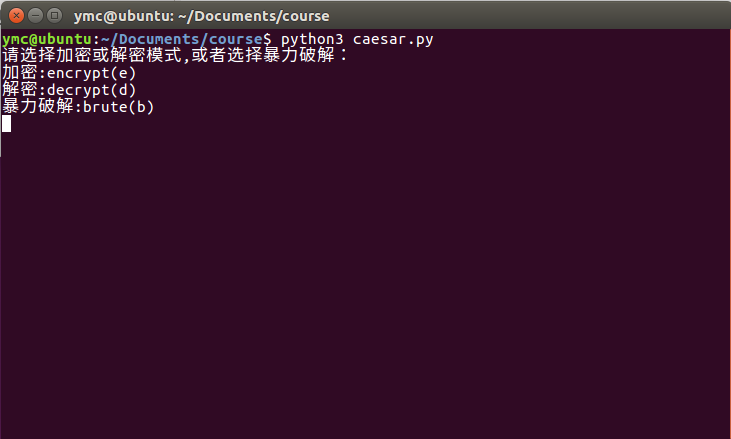 ymc@ubuntu: ~/Documents/course
ymc@ubuntu:~/Documents/course$ python3 caesar.py
请选择加密或解密模式,或者选择暴力破解：
加密:encrypt(e)
解密:decrypt(d)
暴力破解:brute(b)